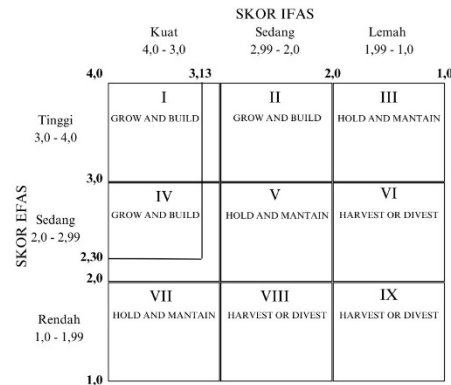 SKOR IFAS
Kuat Sedang Lemah
4,0 - 3,0 2,99 - 2,0 1,99 - 1,0
4,0 3,13 2,0 1,0
I II III
Tinggi GROW AND BUILD GROW AND BUILD HOLD AND MANTAIN
3,0 - 4,0
3,0
SKOR EFAS
IV V VI
Sedang GROW AND BUILD HOLD AND MANTAIN HARVEST OR DIVEST
2,0 - 2,99
2,30
2,0
VII VIII IX
Rendah HOLD AND MANTAIN HARVEST OR DIVEST HARVEST OR DIVEST
1,0 - 1,99
1,0